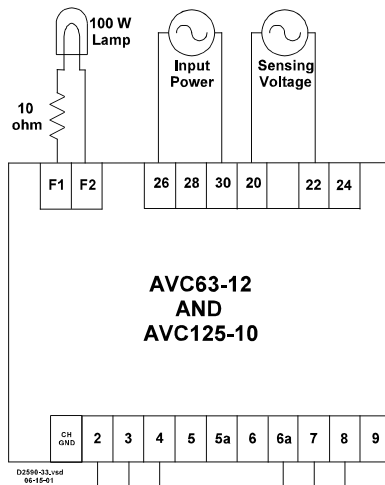 100 W
Lamp
10
ohm
Input
Power
Sensing
Voltage
F1 F2 26 28 30 20 22 24
AVC63-12
AND
AVC125-10
CH
GND
2 3 4 5 5a 6 6a 7 8 9
D2590-33.vsd
06-15-01